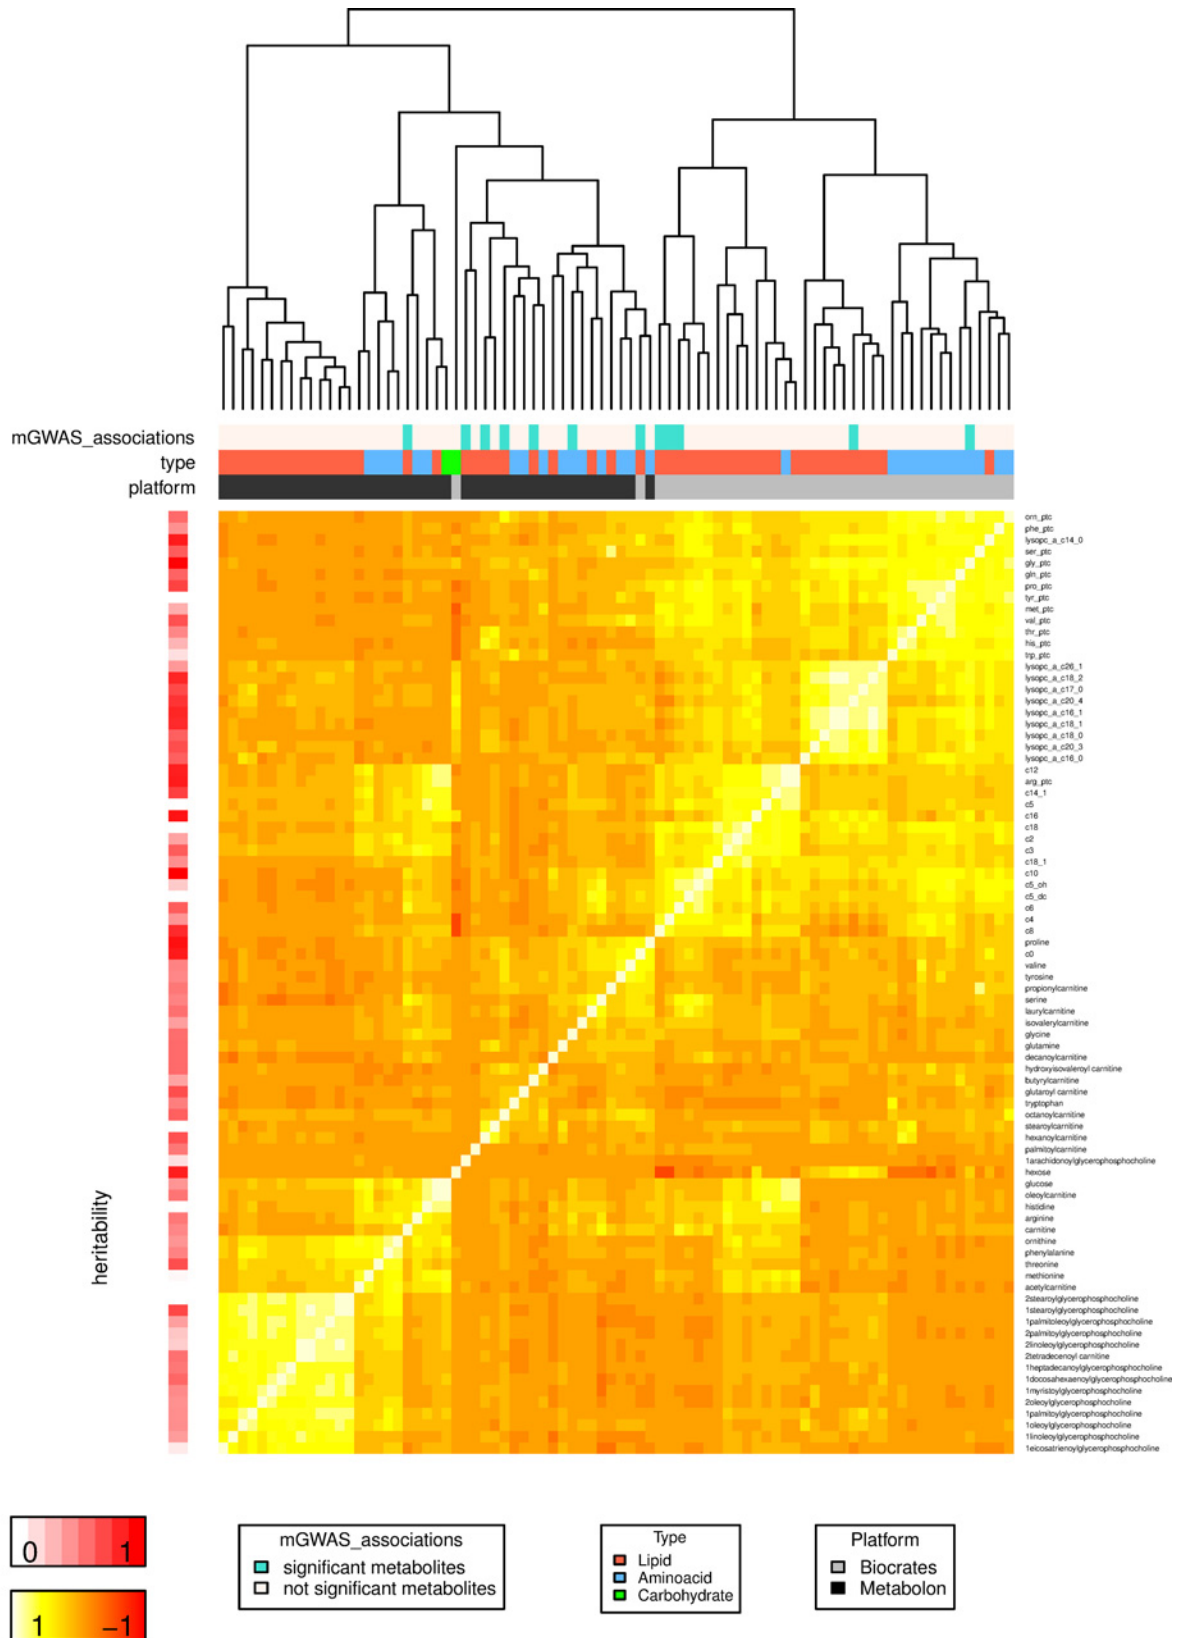 mGWAS_associations
type
platform
orn_ptc
phe_ptc
lysopc_a_c14_0
ser_ptc
gly_ptc
gln_ptc
pro_ptc
tyr_ptc
met_ptc
val_ptc
thr_ptc
his_ptc
trp_ptc
lysopc_a_c26_1
lysopc_a_c18_2
lysopc_a_c17_0
lysopc_a_c20_4
lysopc_a_c16_1
lysopc_a_c18_1
lysopc_a_c18_0
lysopc_a_c20_3
lysopc_a_c16_0
c12
arg_ptc
c14_1
c5
c16
c18
c2
c3
c18_1
c10
c5_oh
c5_dc
c6
c4
c8
proline
c0
valine
tyrosine
propionylcarnitine
serine
laurylcarnitine
isovalerylcarnitine
glycine
glutamine
decanoylcarnitine
hydroxyisovaleroyl carnitine
butyrylcarnitine
glutaroyl carnitine
tryptophan
octanoylcarnitine
stearoylcarnitine
hexanoylcarnitine
palmitoylcarnitine
1arachidonoylglycerophosphocholine
hexose
glucose
oleoylcarnitine
histidine
arginine
carnitine
ornithine
phenylalanine
threonine
methionine
acetylcarnitine
2stearoylglycerophosphocholine
1stearoylglycerophosphocholine
1palmitoleoylglycerophosphocholine
2palmitoylglycerophosphocholine
2linoleoylglycerophosphocholine
2tetradecenoyl carnitine
1heptadecanoylglycerophosphocholine
1docosahexaenoylglycerophosphocholine
1myristoylglycerophosphocholine
2oleoylglycerophosphocholine
1palmitoylglycerophosphocholine
1oleoylglycerophosphocholine
1linoleoylglycerophosphocholine
1eicosatrienoylglycerophosphocholine
heritability
0 1
1 −1
mGWAS_associations
significant metabolites
not significant metabolites
Type
Lipid
Aminoacid
Carbohydrate
Platform
Biocrates
Metabolon